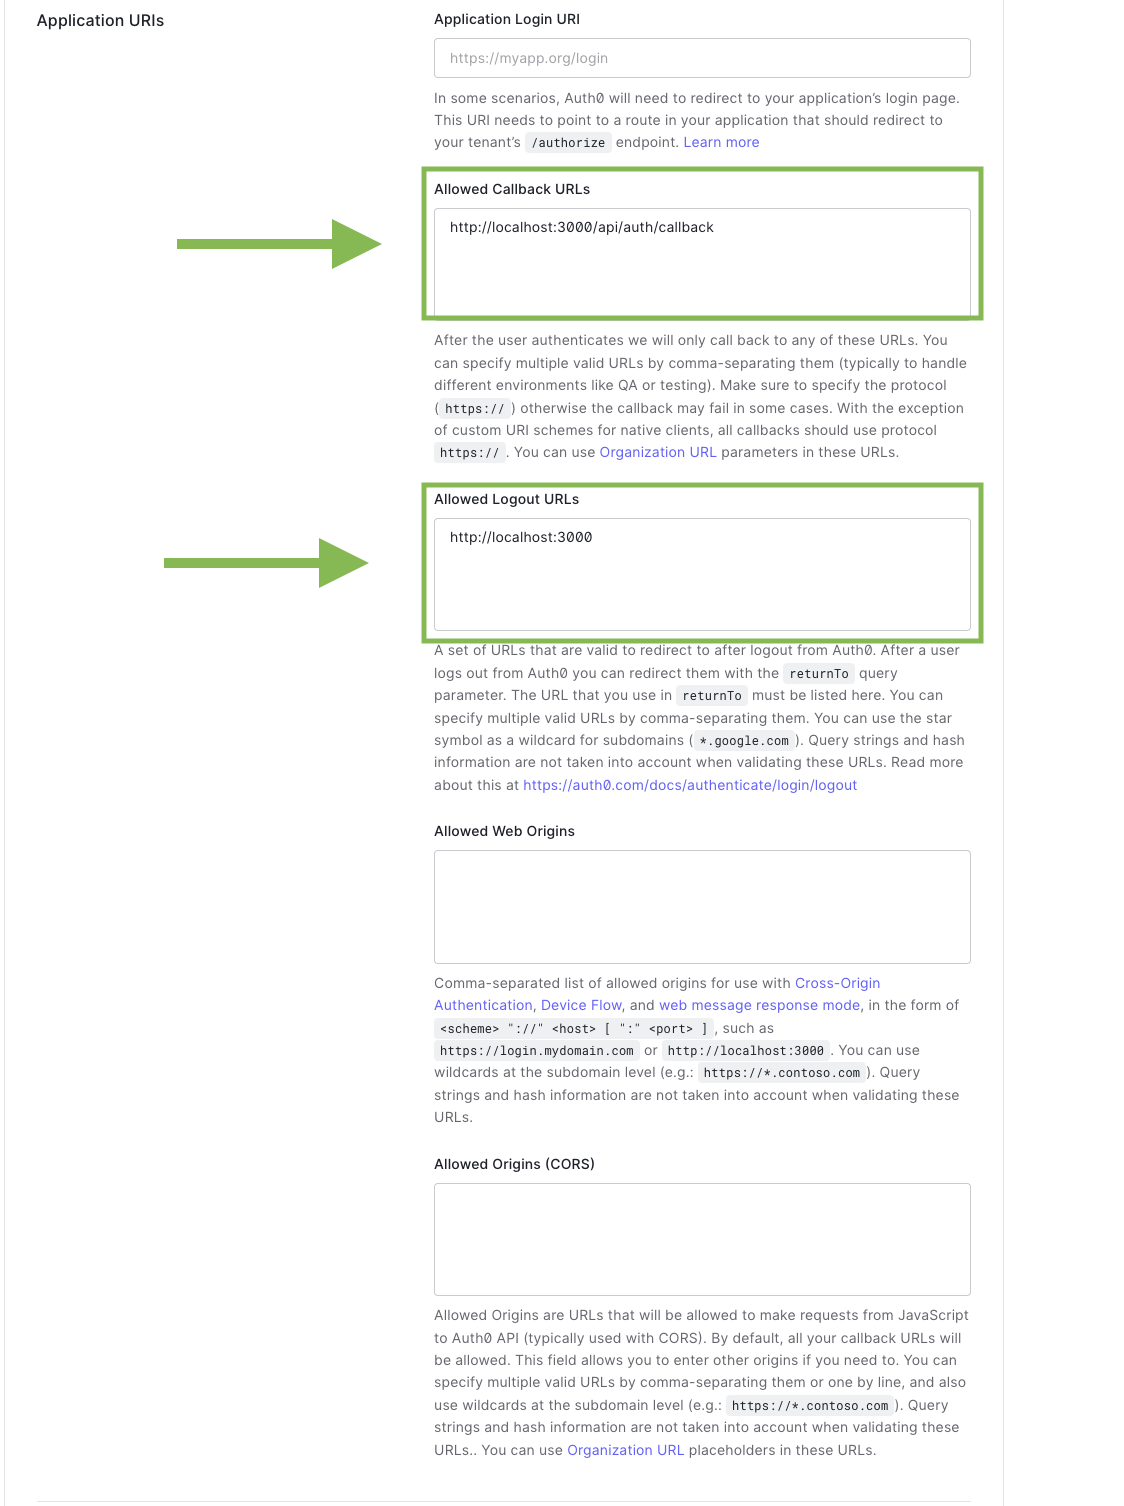 Application URIs
Application Login URI
https://myapp.org/login
In some scenarios, Auth0 will need to redirect to your application’s login page.
This URI needs to point to a route in your application that should redirect to
your tenant’s /authorize endpoint. Learn more
Allowed Callback URLs
http://localhost:3000/api/auth/callback
After the user authenticates we will only call back to any of these URLs. You
can specify multiple valid URLs by comma-separating them (typically to handle
different environments like QA or testing). Make sure to specify the protocol
( https:// ) otherwise the callback may fail in some cases. With the exception
of custom URI schemes for native clients, all callbacks should use protocol
https:// . You can use Organization URL parameters in these URLs.
Allowed Logout URLs
http://localhost:3000
A set of URLs that are valid to redirect to after logout from Auth0. After a user
logs out from Auth0 you can redirect them with the returnTo query
parameter. The URL that you use in returnTo must be listed here. You can
specify multiple valid URLs by comma-separating them. You can use the star
symbol as a wildcard for subdomains ( *.google.com ). Query strings and hash
information are not taken into account when validating these URLs. Read more
about this at https://auth0.com/docs/authenticate/login/logout
Allowed Web Origins
Comma-separated list of allowed origins for use with Cross-Origin
Authentication, Device Flow, and web message response mode, in the form of
<scheme> "://" <host> [ ":" <port> ] , such as
https://login.mydomain.com or http://localhost:3000 . You can use
wildcards at the subdomain level (e.g.: https://*.contoso.com ). Query
strings and hash information are not taken into account when validating these
URLs.
Allowed Origins (CORS)
Allowed Origins are URLs that will be allowed to make requests from JavaScript
to Auth0 API (typically used with CORS). By default, all your callback URLs will
be allowed. This field allows you to enter other origins if you need to. You can
specify multiple valid URLs by comma-separating them or one by line, and also
use wildcards at the subdomain level (e.g.: https://*.contoso.com ). Query
strings and hash information are not taken into account when validating these
URLs.. You can use Organization URL placeholders in these URLs.